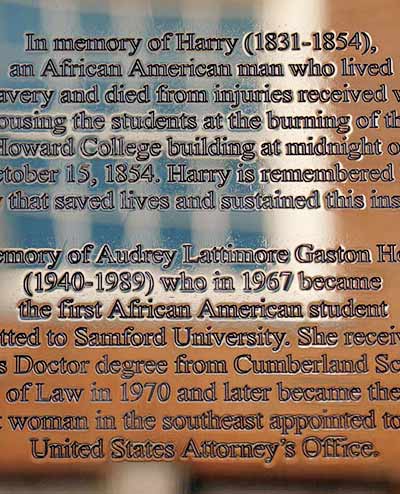 In memory of Harry (1831-1854),
an African American man who lived
avery and died from injuries received
ousing the students at the burning of th
Howard College building at midnight o
ctober 15, 1854. Harry is remembered
that saved lives and sustained this ins
emory of Audrey Lattimore Gaston Ho
(1940-1989) who in 1967 became
the first African American student
tted to Samford University. She receiv
s Doctor degree from Cumberland Sc
of Law in 1970 and later became the
woman in the southeast appointed to
United States Attorney's Office.